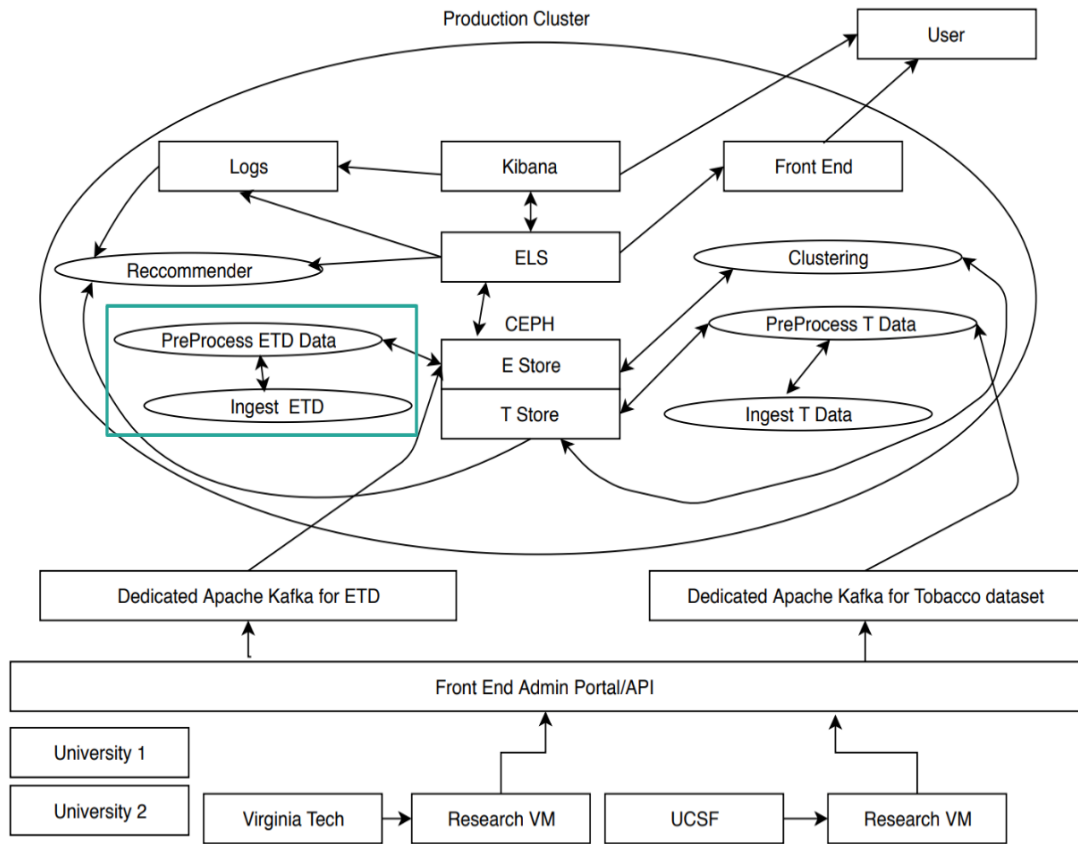 Production Cluster
User
Logs
Kibana
Front End
ELS
Reccommender
Clustering
CEPH
PreProcess ETD Data
PreProcess T Data
E Store
Ingest ETD
T Store
Ingest T Data
Dedicated Apache Kafka for ETD
Dedicated Apache Kafka for Tobacco dataset
Front End Admin Portal/API
University 1
University 2
Virginia Tech
Research VM
UCSF
Research VM